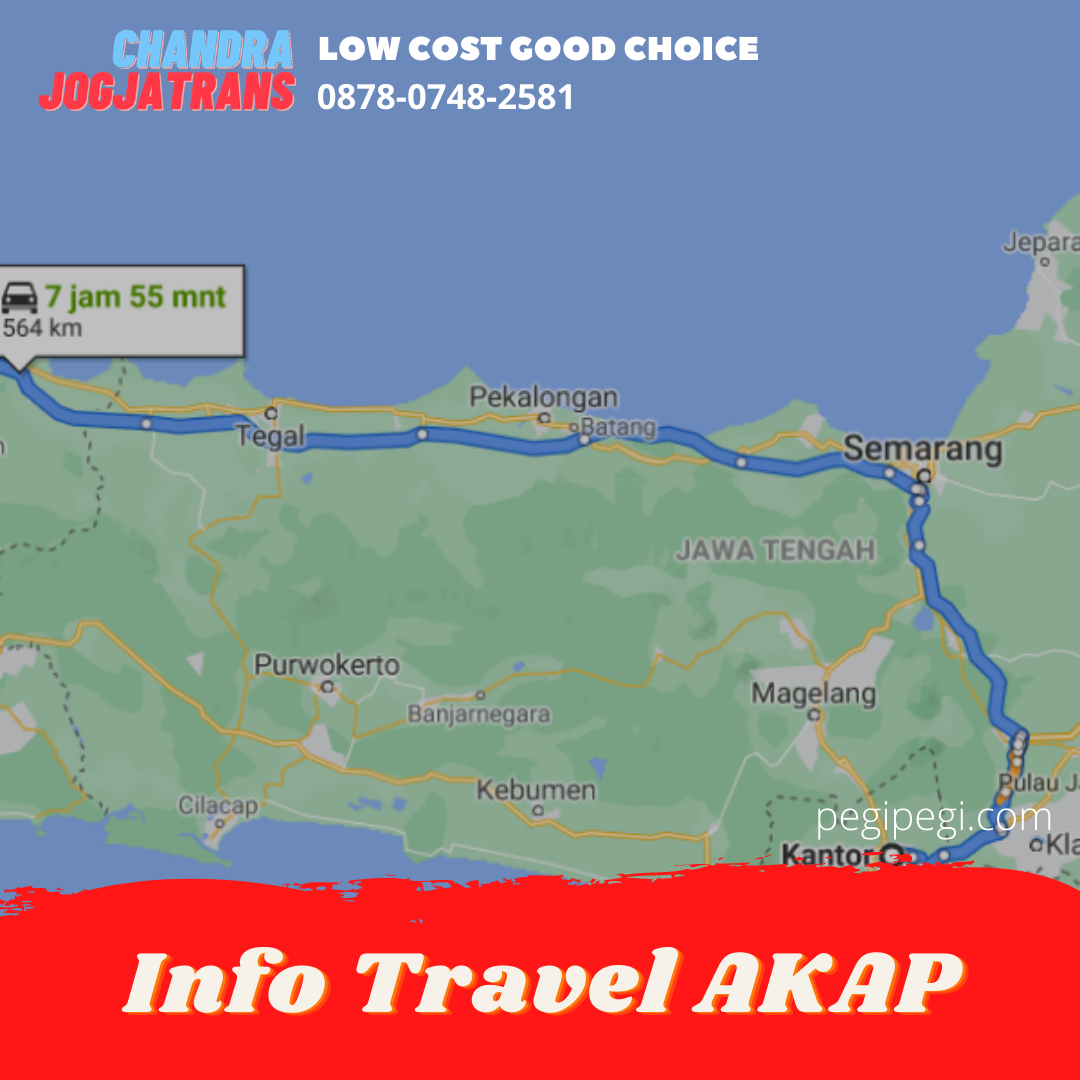 CHANDRA
JOGJATRANS
LOW COST GOOD CHOICE
0878-0748-2581
Jepara
7 jam 55 mnt
564 km
Pekalongan
Batang
Tegal
Semarang
JAWA TENGAH
Purwokerto
Magelang
Banjarnegara
Pulau J
Kebumen
Cilacap
pegipegi.com
Kantor
Kla
Info Travel AKAP